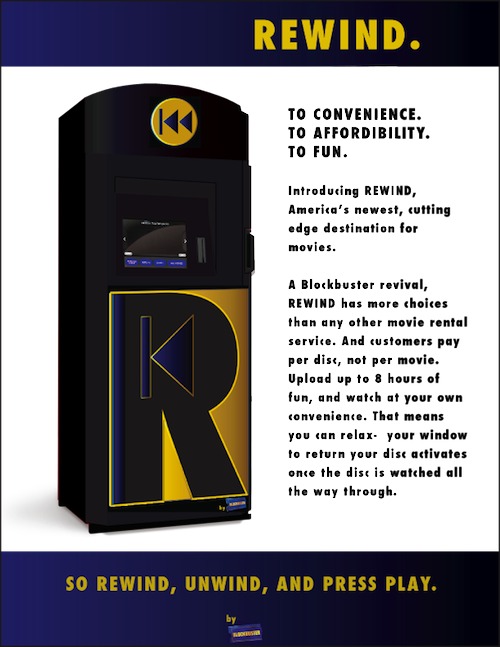 REWIND.
TO CONVENIENCE.
TO AFFORDIBILITY.
TO FUN.
Introducing REWIND,
America's newest, cutting
edge destination for
movies.
A Blockbuster revival,
REWIND has more choices
than any other movie rental
service. And customers pay
per disc, not per movie.
Upload up to 8 hours of
fun, and watch at your own
convenience. That means
you can relax- your window
to return your disc activates
once the disc is watched all
the way through.
R
by BLOCKBUSTER
SO REWIND, UNWIND, AND PRESS PLAY.
by
BLOCKBUSTER